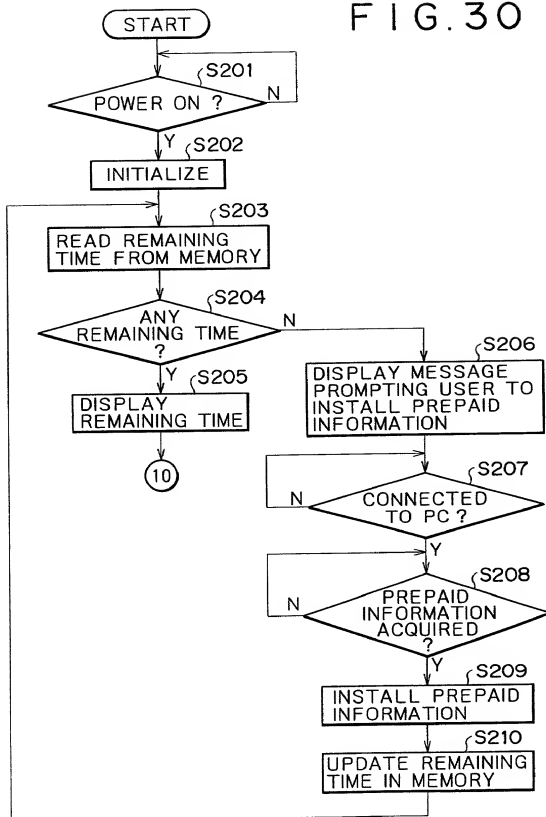 FIG.30
START
S201
POWER ON ?
N
Y
S202
INITIALIZE
S203
READ REMAINING
TIME FROM MEMORY
S204
ANY
REMAINING TIME
?
N
Y
S205
DISPLAY
REMAINING TIME
10
S206
DISPLAY MESSAGE
PROMPTING USER TO
INSTALL PREPAID
INFORMATION
S207
CONNECTED
TO PC ?
N
Y
S208
PREPAID
INFORMATION
ACQUIRED
?
N
Y
S209
INSTALL PREPAID
INFORMATION
S210
UPDATE REMAINING
TIME IN MEMORY